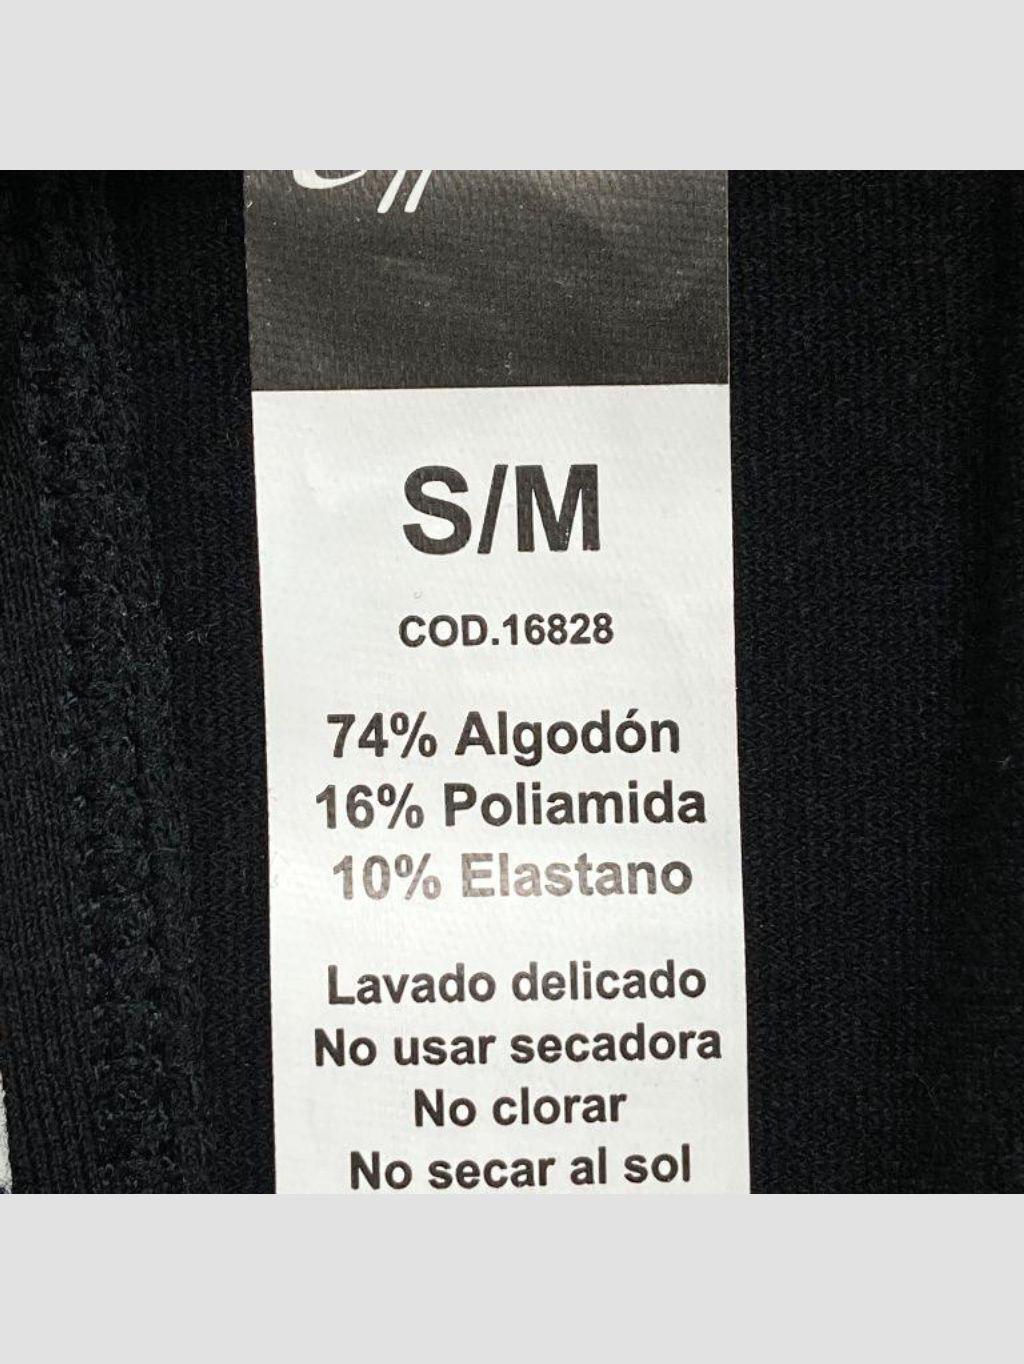 S/M
COD.16828
74% Algodón
16% Poliamida
10% Elastano
Lavado delicado
No usar secadora
No clorar
No secar al sol